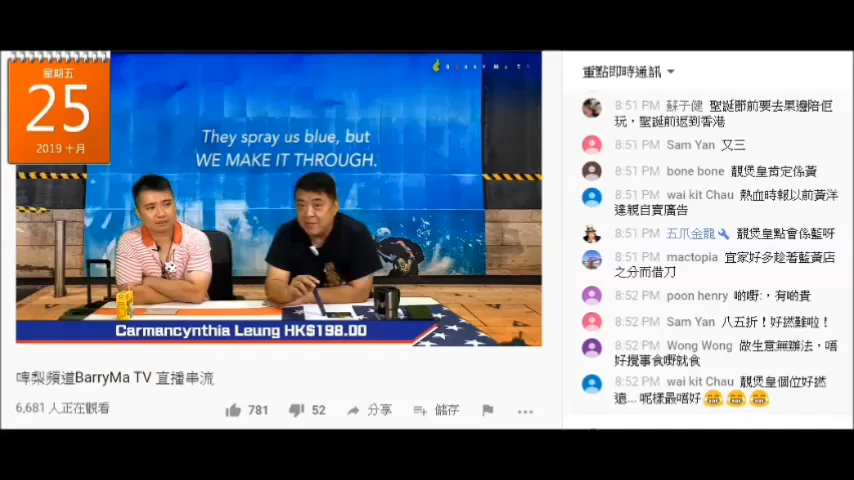 星期五
25
2019 十月
BARRY MA TV
They spray us blue, but
WE MAKE IT THROUGH.
Carmancynthia Leung HK$198.00
啤梨頻道BarryMa TV 直播串流
6,681 人正在觀看
781
52
分享
儲存
重點即時通訊
8:51 PM 蘇子健 聖誕節前要去果邊陪佢
玩，聖誕前返到香港
8:51 PM Sam Yan 又三
8:51 PM bone bone 靚煲皇肯定係黃
8:51 PM wai kit Chau 熱血時報以前黃洋
達親自賣廣告
8:51 PM 五爪金龍 靚煲皇點會係藍呀
8:51 PM mactopia 宜家好多趁著藍黃店
之分而借刀
8:52 PM poon henry 啲嘢:，有啲貴
8:52 PM Sam Yan 八五折！好撚難啦！
8:52 PM Wong Wong 做生意無辦法，唔
好攪事食嘢就食
8:52 PM wai kit Chau 靚煲皇個位好撚
遠... 呢樣最唔好